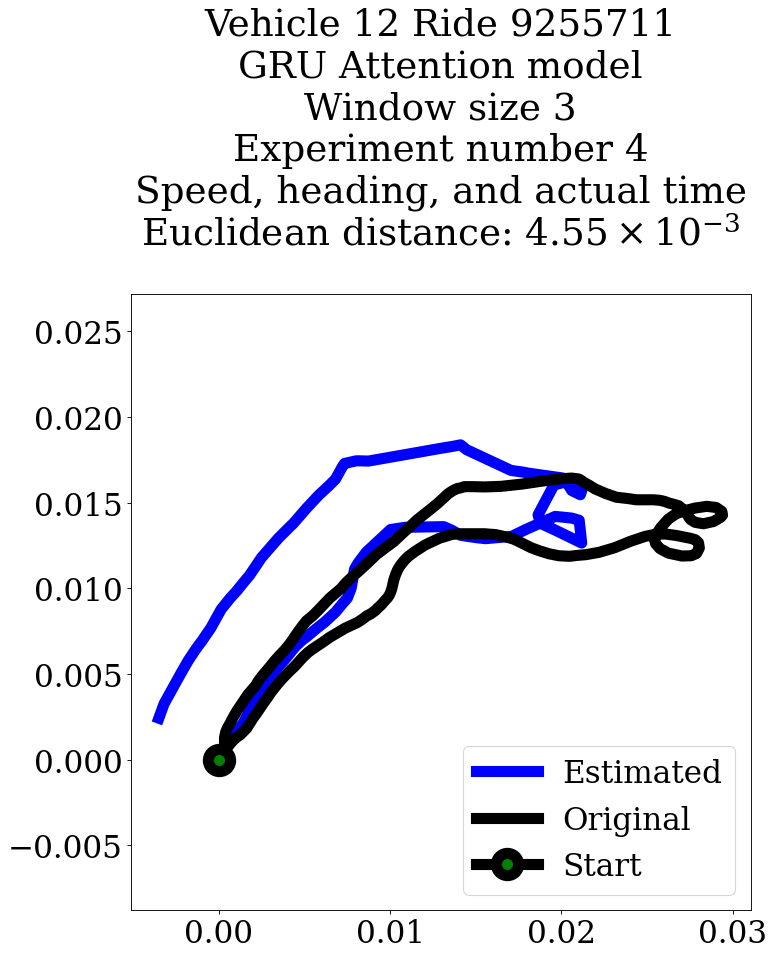 Vehicle 12 Ride 9255711
GRU Attention model
Window size 3
Experiment number 4
Speed, heading, and actual time
Euclidean distance: 4.55 × 10⁻³
0.025
0.020
0.015
0.010
0.005
0.000
−0.005
Estimated
Original
Start
0.00 0.01 0.02 0.03